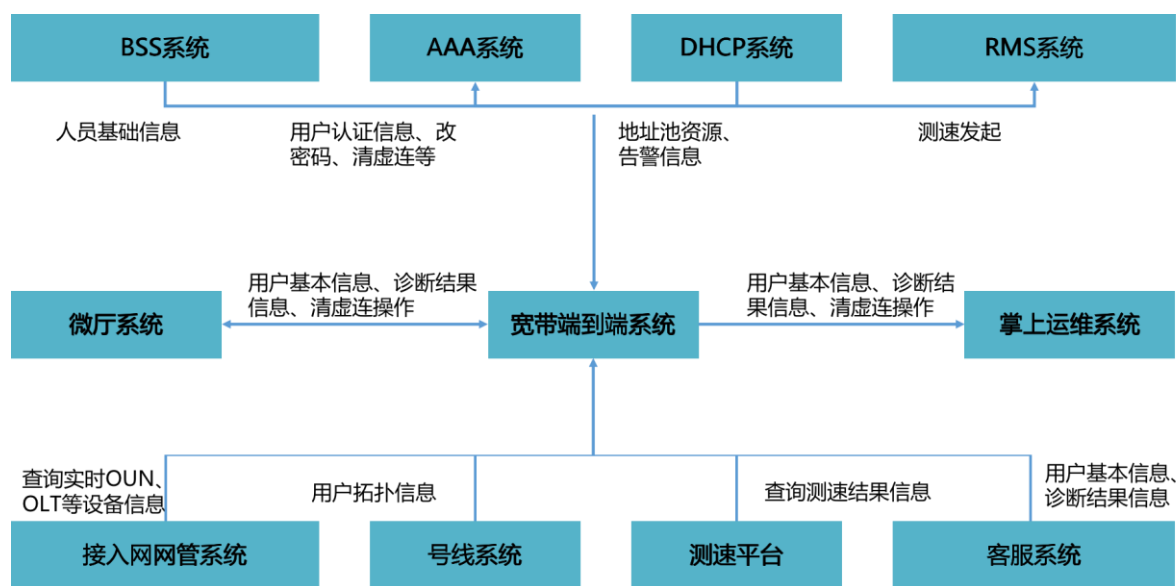 BSS系统
AAA系统
DHCP系统
RMS系统
人员基础信息
用户认证信息、改
密码、清虚连等
地址池资源、
告警信息
测速发起
用户基本信息、诊断结果
信息、清虚连操作
用户基本信息、诊断结
果信息、清虚连操作
微厅系统
宽带端到端系统
掌上运维系统
查询实时OUN、
OLT等设备信息
用户拓扑信息
查询测速结果信息
用户基本信息、
诊断结果信息
接入网网管系统
号线系统
测速平台
客服系统